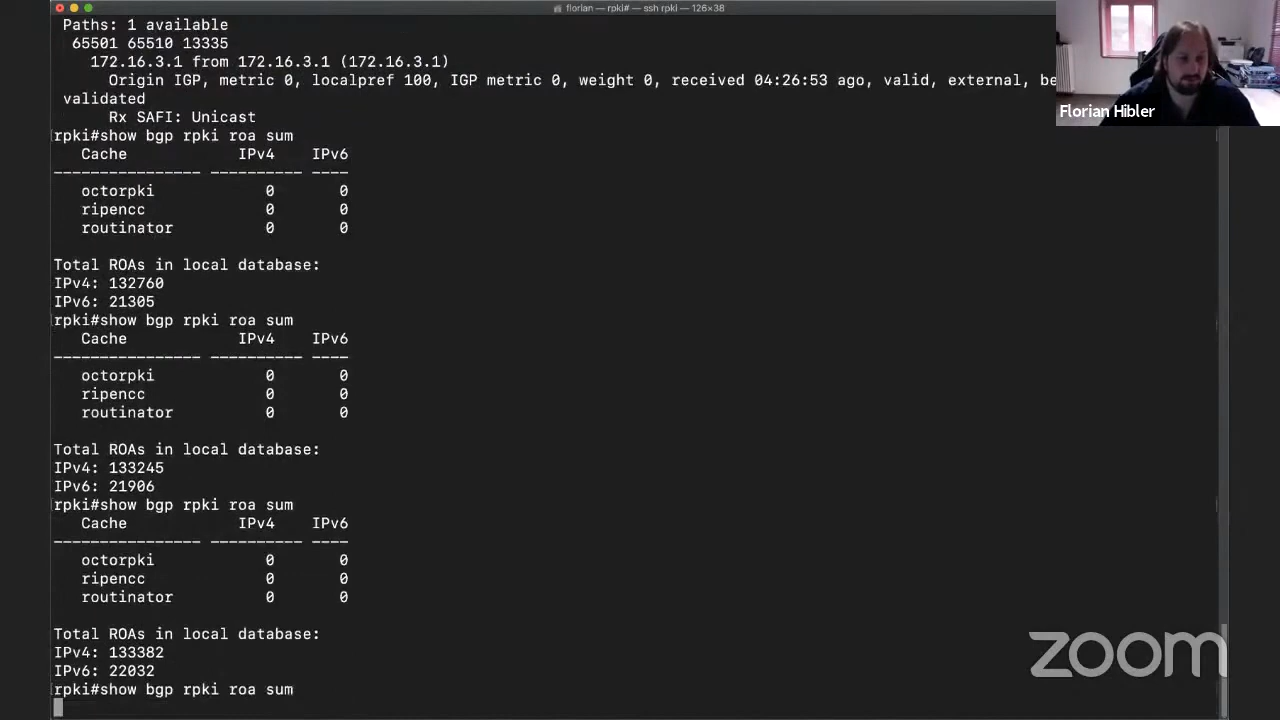 florian — rpki# — ssh rpki — 126×38
Paths: 1 available
65501 65510 13335
172.16.3.1 from 172.16.3.1 (172.16.3.1)
Origin IGP, metric 0, localpref 100, IGP metric 0, weight 0, received 04:26:53 ago, valid, external, be
validated
Rx SAFI: Unicast
rpki#show bgp rpki roa sum
Cache IPv4 IPv6
---------------- ---------- ----
octorpki 0 0
ripencc 0 0
routinator 0 0
Total ROAs in local database:
IPv4: 132760
IPv6: 21305
rpki#show bgp rpki roa sum
Cache IPv4 IPv6
---------------- ---------- ----
octorpki 0 0
ripencc 0 0
routinator 0 0
Total ROAs in local database:
IPv4: 133245
IPv6: 21906
rpki#show bgp rpki roa sum
Cache IPv4 IPv6
---------------- ---------- ----
octorpki 0 0
ripencc 0 0
routinator 0 0
Total ROAs in local database:
IPv4: 133382
IPv6: 22032
rpki#show bgp rpki roa sum
Florian Hibler
zoom